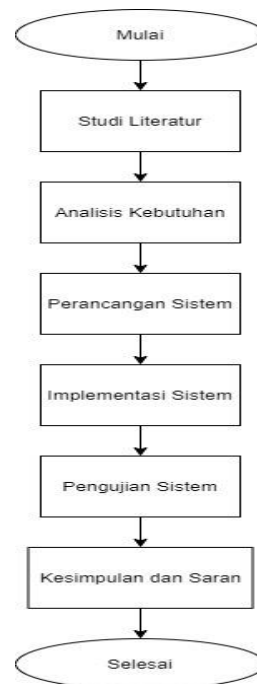 Mulai
Studi Literatur
Analisis Kebutuhan
Perancangan Sistem
Implementasi Sistem
Pengujian Sistem
Kesimpulan dan Saran
Selesai